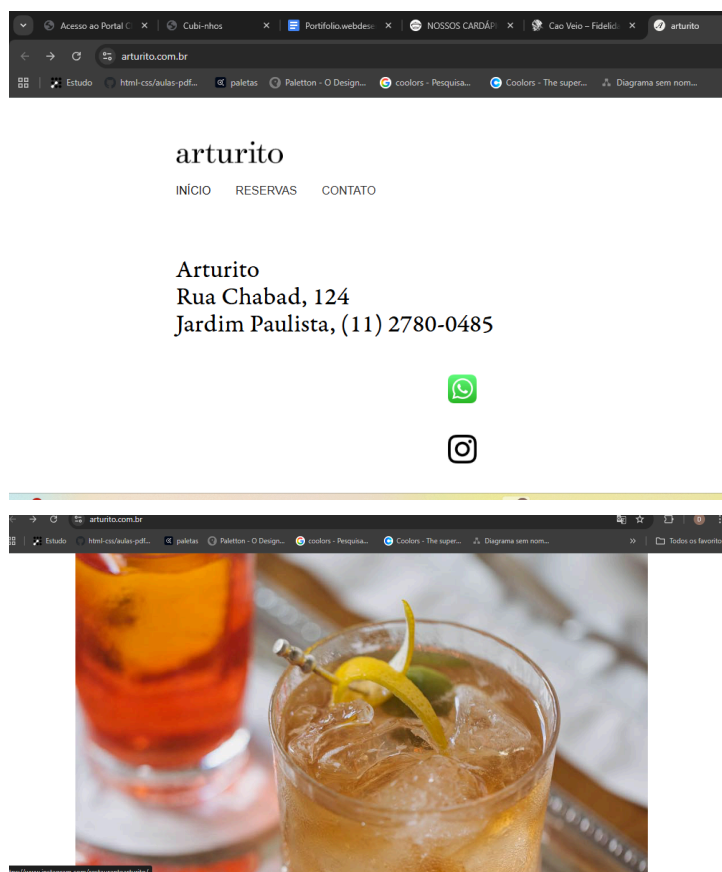 Acesso ao Portal C
Cubi-nhos
Portifolio.webdese
NOSSOS CARDÁP
Cao Veio – Fidelid
arturito
arturito.com.br
Estudo
html-css/aulas-pdf...
paletas
Paletton - O Design...
coolors - Pesquisa...
Coolors - The super...
Diagrama sem nom...
arturito
INÍCIO RESERVAS CONTATO
Arturito
Rua Chabad, 124
Jardim Paulista, (11) 2780-0485
arturito.com.br
Estudo
html-css/aulas-pdf...
paletas
Paletton - O Design...
coolors - Pesquisa...
Coolors - The super...
Diagrama sem nom...
»
Todos os favorito